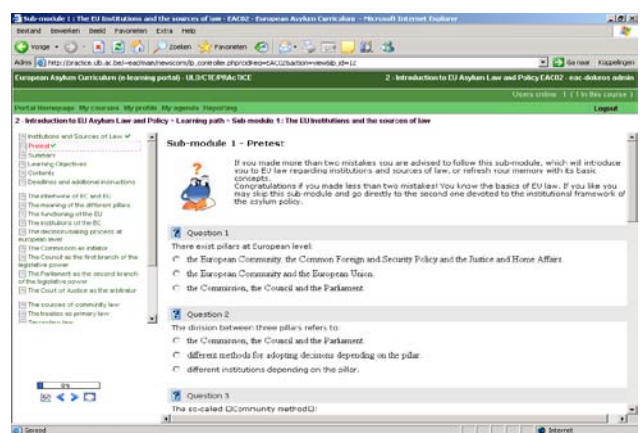 Sub-module 1 : The EU Institutions and the sources of law - EAC02 - European Asylum Curriculum - Microsoft Internet Explorer
Bestand Bewerken Beeld Favorieten Extra Help
Vorige Zoeken Favorieten
Adres Ga naar Koppelingen
European Asylum Curriculum (e-learning portal) - ULB/CTE/PRAcTICE 2 - Introduction to EU Asylum Law and Policy EAC02 - eac-dokeos admin
Users online : 1 ( 1 in this course )
Portal Homepage My courses My profile My agenda Reporting Logout
2 - Introduction to EU Asylum Law and Policy > Learning path > Sub-module 1 : The EU Institutions and the sources of law
Institutions and Sources of Law
Pretest
Summary
Learning Objectives
Contents
Deadlines and additional instructions
The interview of EC and EU
The meaning of the different pillars
The functioning of the EU
The institutions of the EC
The decision-making process at
european level
The Commission as initiator
The Council as the first branch of the
legislative power
The Parliament as the second branch
of the legislative power
The Court of Justice as the arbitrator
The sources of community law
The treaties as primary law
Secondary law
0%
Sub-module 1 - Pretest
If you made more than two mistakes you are advised to follow this sub-module, which will introduce
you to EU law regarding institutions and sources of law, or refresh your memory with its basic
concepts.
Congratulations if you made less than two mistakes! You know the basics of EU law. If you like you
may skip this sub-module and go directly to the second one devoted to the institutional framework of
the asylum policy.
Question 1
There exist pillars at European level:
the European Community, the Common Foreign and Security Policy and the Justice and Home Affairs.
the European Community and the European Union.
the Commission, the Council and the Parliament.
Question 2
The division between three pillars refers to:
the Commission, the Council and the Parliament.
different methods for adopting decisions depending on the pillar.
different institutions depending on the pillar.
Question 3
The so-called □Community method□:
Gereed Internet